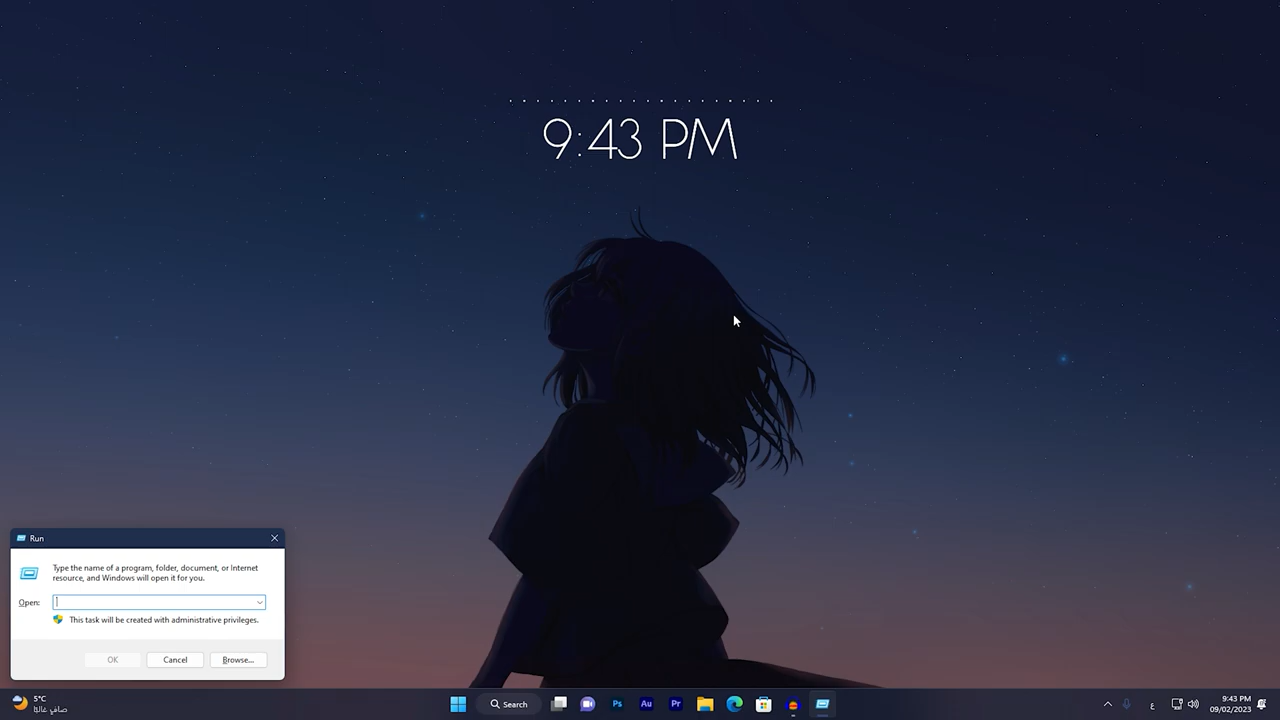 9:43 PM
Run
Type the name of a program, folder, document, or Internet
resource, and Windows will open it for you.
Open:
This task will be created with administrative privileges.
OK
Cancel
Browse...
5°C
صافي غالبًا
Search
Ps
Au
Pr
ع
9:43 PM
09/02/2023